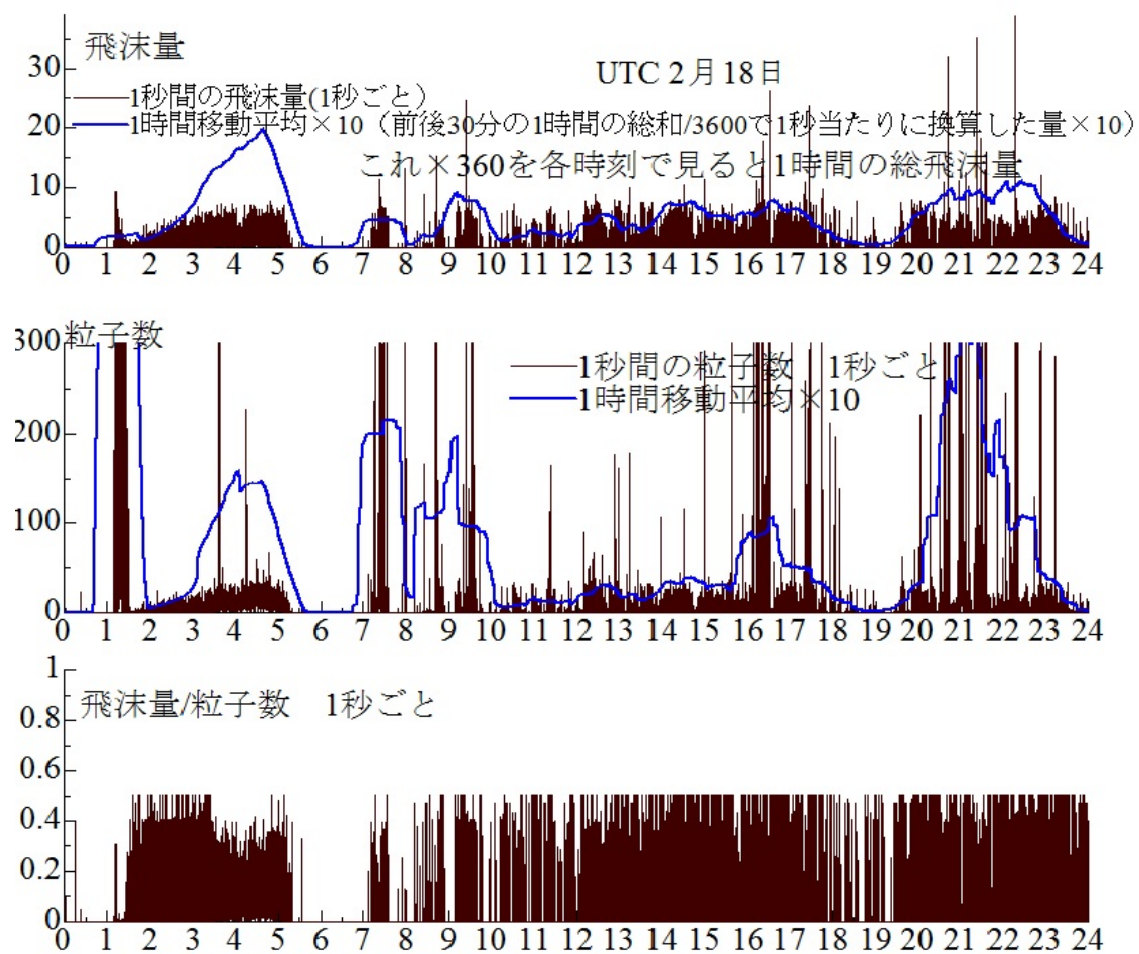 飛沫量
UTC 2月18日
1秒間の飛沫量(1秒ごと)
1時間移動平均×10(前後30分の1時間の総和/3600で1秒当たりに換算した量×10)
これ×360を各時刻で見ると1時間の総飛沫量
30
20
10
0
0 1 2 3 4 5 6 7 8 9 10 11 12 13 14 15 16 17 18 19 20 21 22 23 24
300
粒子数
1秒間の粒子数 1秒ごと
1時間移動平均×10
200
100
0
0 1 2 3 4 5 6 7 8 9 10 11 12 13 14 15 16 17 18 19 20 21 22 23 24
1
飛沫量/粒子数 1秒ごと
0.8
0.6
0.4
0.2
0
0 1 2 3 4 5 6 7 8 9 10 11 12 13 14 15 16 17 18 19 20 21 22 23 24